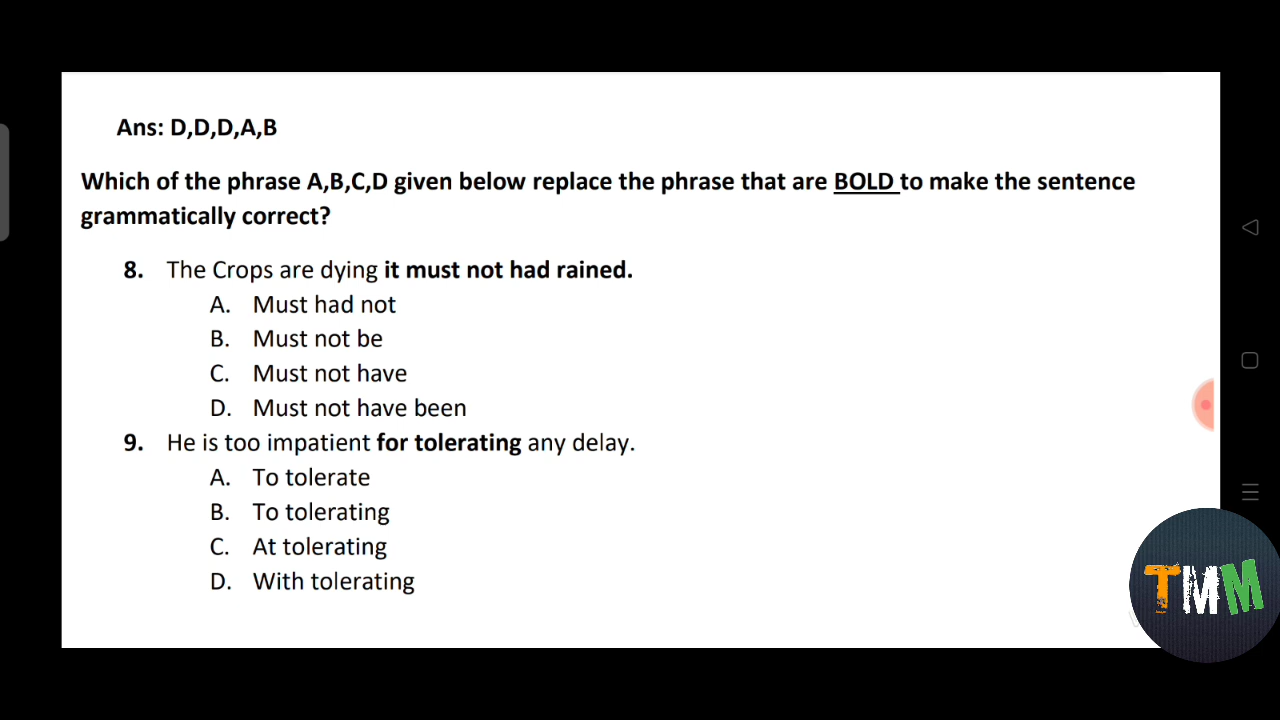 Ans: D,D,D,A,B
Which of the phrase A,B,C,D given below replace the phrase that are BOLD to make the sentence
grammatically correct?
8. The Crops are dying it must not had rained.
A. Must had not
B. Must not be
C. Must not have
D. Must not have been
9. He is too impatient for tolerating any delay.
A. To tolerate
B. To tolerating
C. At tolerating
D. With tolerating
TMM